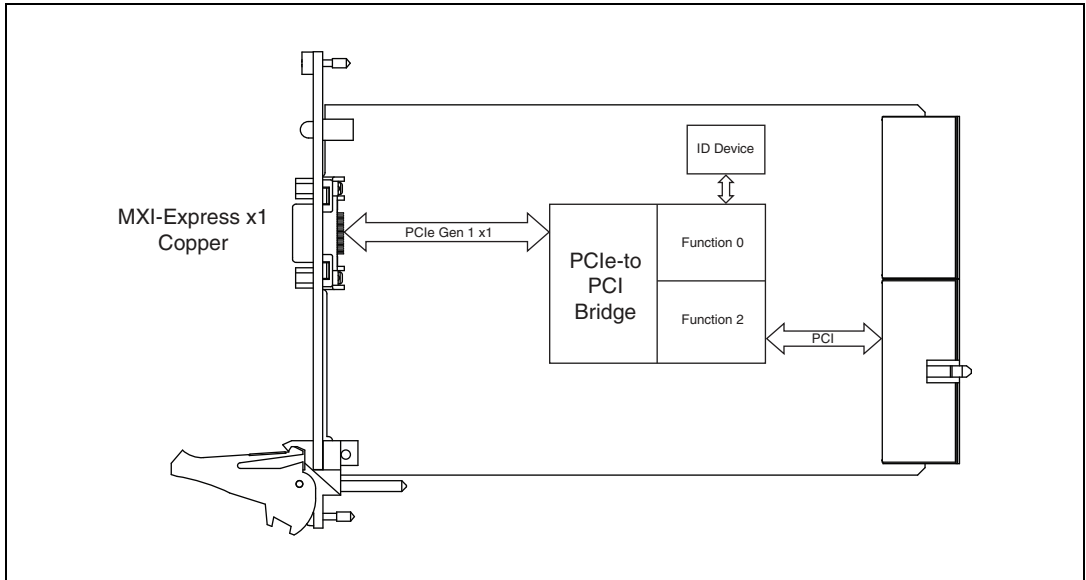 ID Device
MXI-Express x1
Copper
PCIe Gen 1 x1
PCIe-to
PCI
Bridge
Function 0
Function 2
PCI